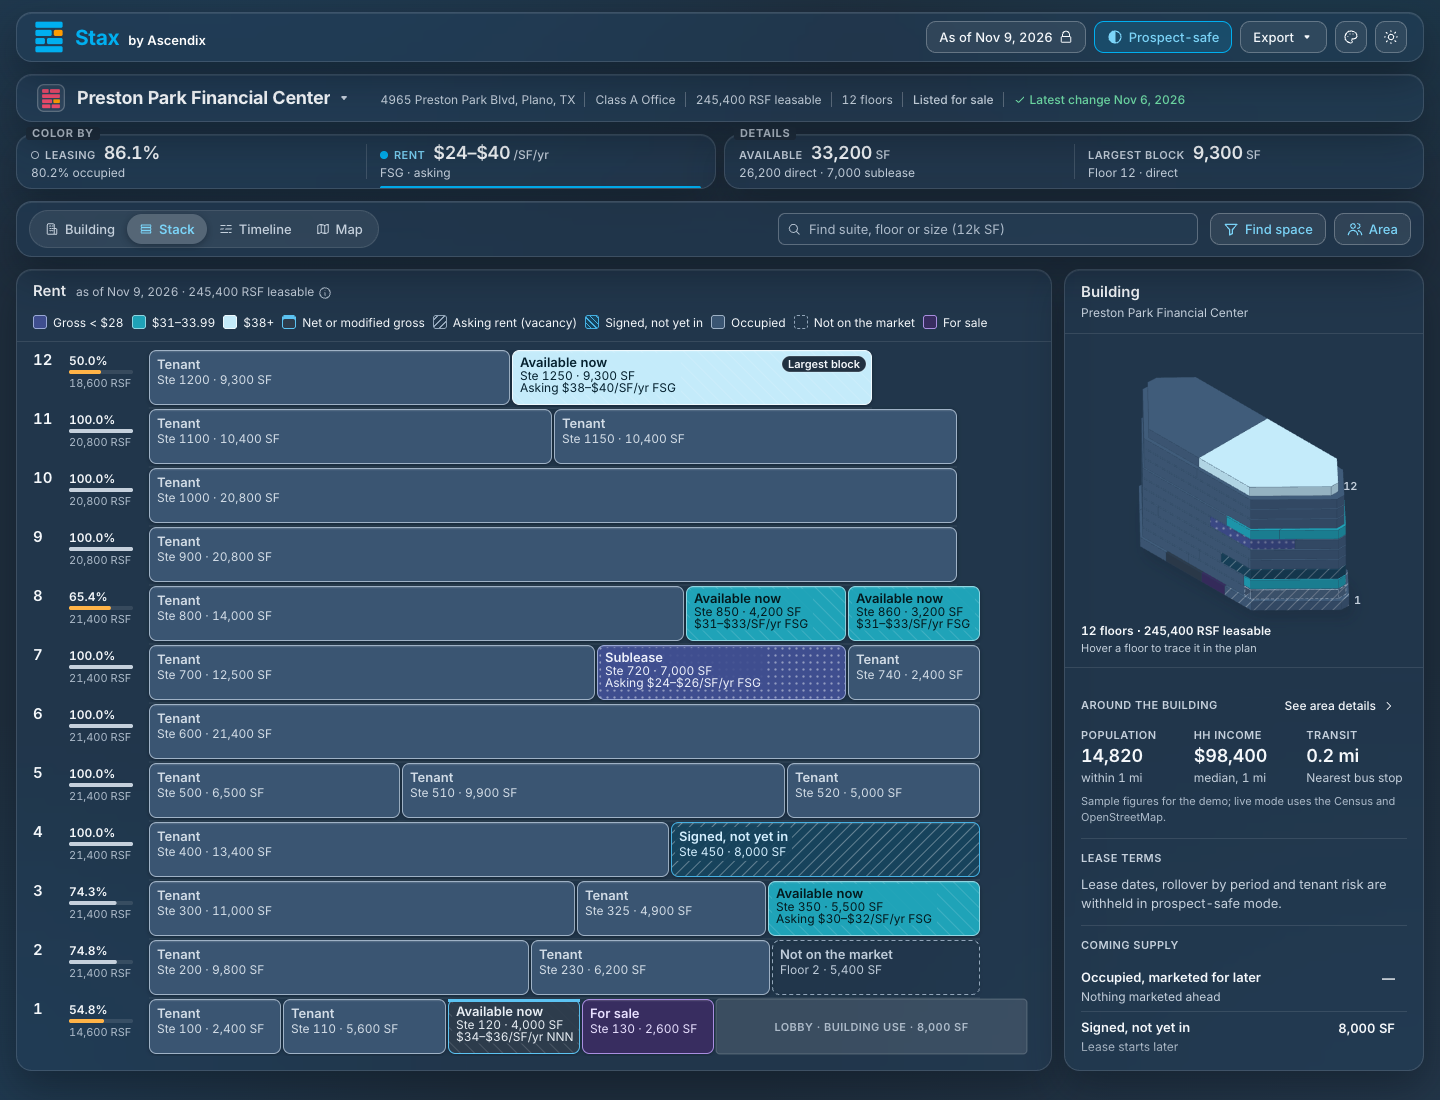 Stax by Ascendix
As of Nov 9, 2026
Prospect-safe
Export
Preston Park Financial Center
4965 Preston Park Blvd, Plano, TX
Class A Office
245,400 RSF leasable
12 floors
Listed for sale
Latest change Nov 6, 2026
COLOR BY
LEASING 86.1%
80.2% occupied
RENT $24–$40 /SF/yr
FSG · asking
DETAILS
AVAILABLE 33,200 SF
26,200 direct · 7,000 sublease
LARGEST BLOCK 9,300 SF
Floor 12 · direct
Building
Stack
Timeline
Map
Find suite, floor or size (12k SF)
Find space
Area
Rent as of Nov 9, 2026 · 245,400 RSF leasable
Gross < $28
$31–33.99
$38+
Net or modified gross
Asking rent (vacancy)
Signed, not yet in
Occupied
Not on the market
For sale
12
50.0%
18,600 RSF
Tenant
Ste 1200 · 9,300 SF
Available now
Ste 1250 · 9,300 SF
Asking $38–$40/SF/yr FSG
Largest block
11
100.0%
20,800 RSF
Tenant
Ste 1100 · 10,400 SF
Tenant
Ste 1150 · 10,400 SF
10
100.0%
20,800 RSF
Tenant
Ste 1000 · 20,800 SF
9
100.0%
20,800 RSF
Tenant
Ste 900 · 20,800 SF
8
65.4%
21,400 RSF
Tenant
Ste 800 · 14,000 SF
Available now
Ste 850 · 4,200 SF
$31–$33/SF/yr FSG
Available now
Ste 860 · 3,200 SF
$31–$33/SF/yr FSG
7
100.0%
21,400 RSF
Tenant
Ste 700 · 12,500 SF
Sublease
Ste 720 · 7,000 SF
Asking $24–$26/SF/yr FSG
Tenant
Ste 740 · 2,400 SF
6
100.0%
21,400 RSF
Tenant
Ste 600 · 21,400 SF
5
100.0%
21,400 RSF
Tenant
Ste 500 · 6,500 SF
Tenant
Ste 510 · 9,900 SF
Tenant
Ste 520 · 5,000 SF
4
100.0%
21,400 RSF
Tenant
Ste 400 · 13,400 SF
Signed, not yet in
Ste 450 · 8,000 SF
3
74.3%
21,400 RSF
Tenant
Ste 300 · 11,000 SF
Tenant
Ste 325 · 4,900 SF
Available now
Ste 350 · 5,500 SF
Asking $30–$32/SF/yr FSG
2
74.8%
21,400 RSF
Tenant
Ste 200 · 9,800 SF
Tenant
Ste 230 · 6,200 SF
Not on the market
Floor 2 · 5,400 SF
1
54.8%
14,600 RSF
Tenant
Ste 100 · 2,400 SF
Tenant
Ste 110 · 5,600 SF
Available now
Ste 120 · 4,000 SF
$34–$36/SF/yr NNN
For sale
Ste 130 · 2,600 SF
LOBBY · BUILDING USE · 8,000 SF
Building
Preston Park Financial Center
12
1
12 floors · 245,400 RSF leasable
Hover a floor to trace it in the plan
AROUND THE BUILDING
See area details
POPULATION
14,820
within 1 mi
HH INCOME
$98,400
median, 1 mi
TRANSIT
0.2 mi
Nearest bus stop
Sample figures for the demo; live mode uses the Census and
OpenStreetMap.
LEASE TERMS
Lease dates, rollover by period and tenant risk are
withheld in prospect-safe mode.
COMING SUPPLY
Occupied, marketed for later —
Nothing marketed ahead
Signed, not yet in 8,000 SF
Lease starts later